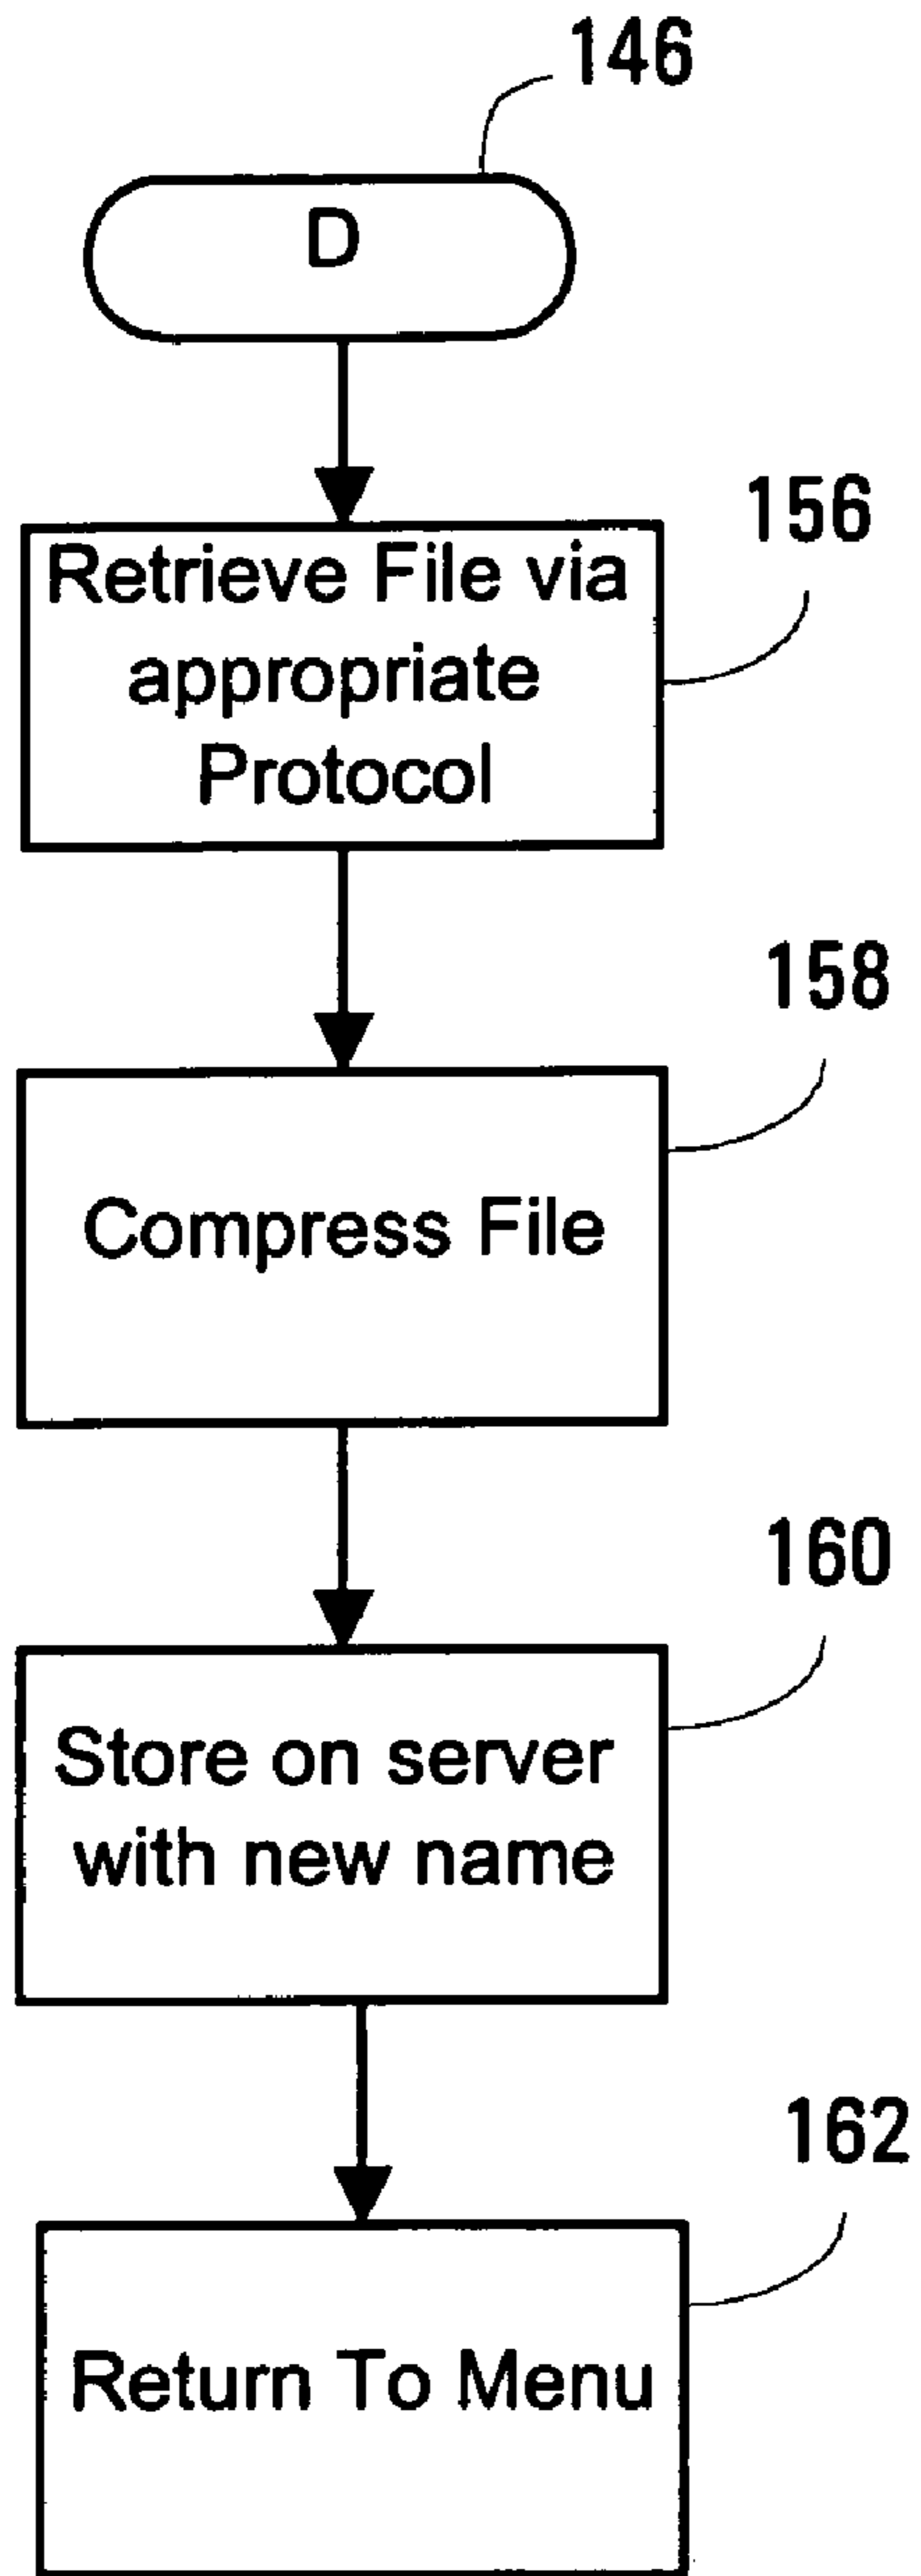 146
D
156
Retrieve File via
appropriate
Protocol
158
Compress File
160
Store on server
with new name
162
Return To Menu